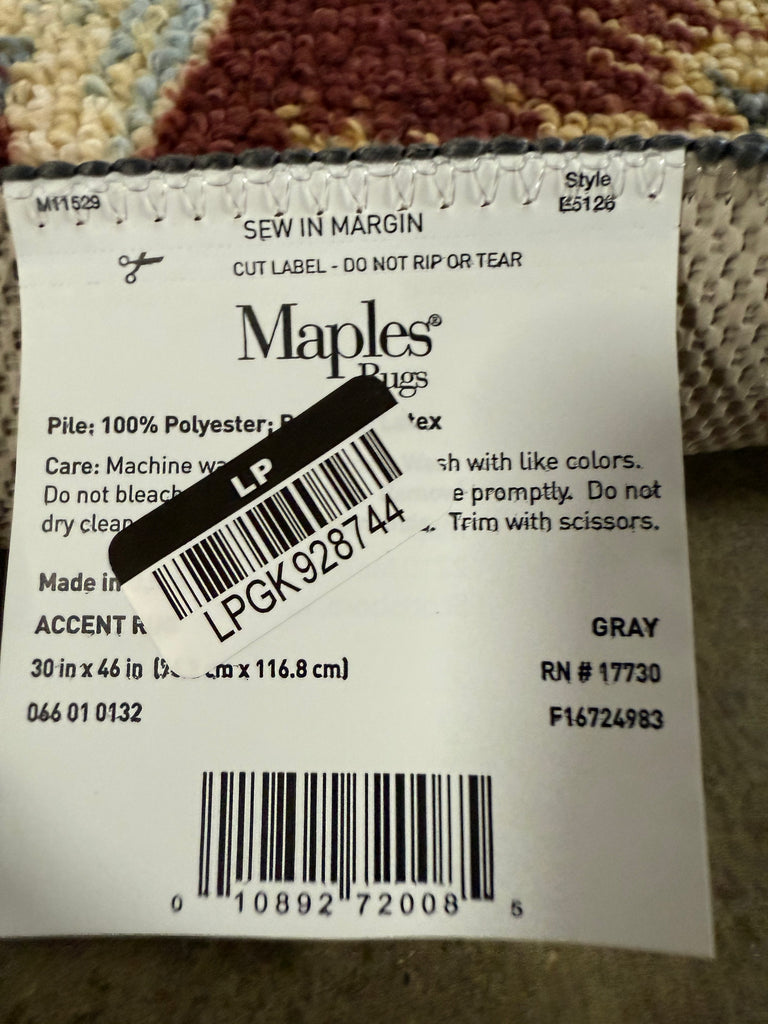 M11529
Style
E5126
SEW IN MARGIN
CUT LABEL - DO NOT RIP OR TEAR
Maples®
Rugs
Pile: 100% Polyester;
Care: Machine with like colors.
Do not bleach promptly. Do not
dry clean Trim with scissors.
LP
LPGK928744
Made in
ACCENT GRAY
30 in x 46 in x 116.8 cm) RN # 17730
066 01 0132 F16724983
0 10892 72008 5